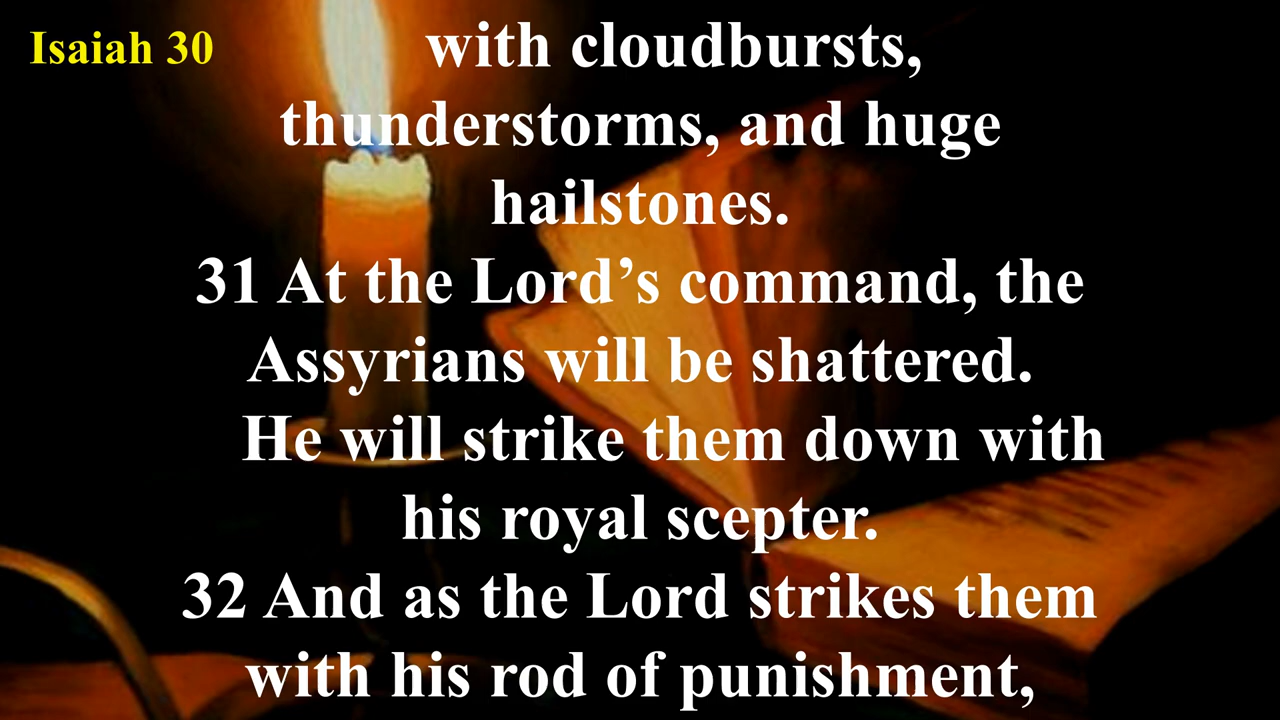 Isaiah 30
with cloudbursts,
thunderstorms, and huge
hailstones.
31 At the Lord’s command, the
Assyrians will be shattered.
He will strike them down with
his royal scepter.
32 And as the Lord strikes them
with his rod of punishment,